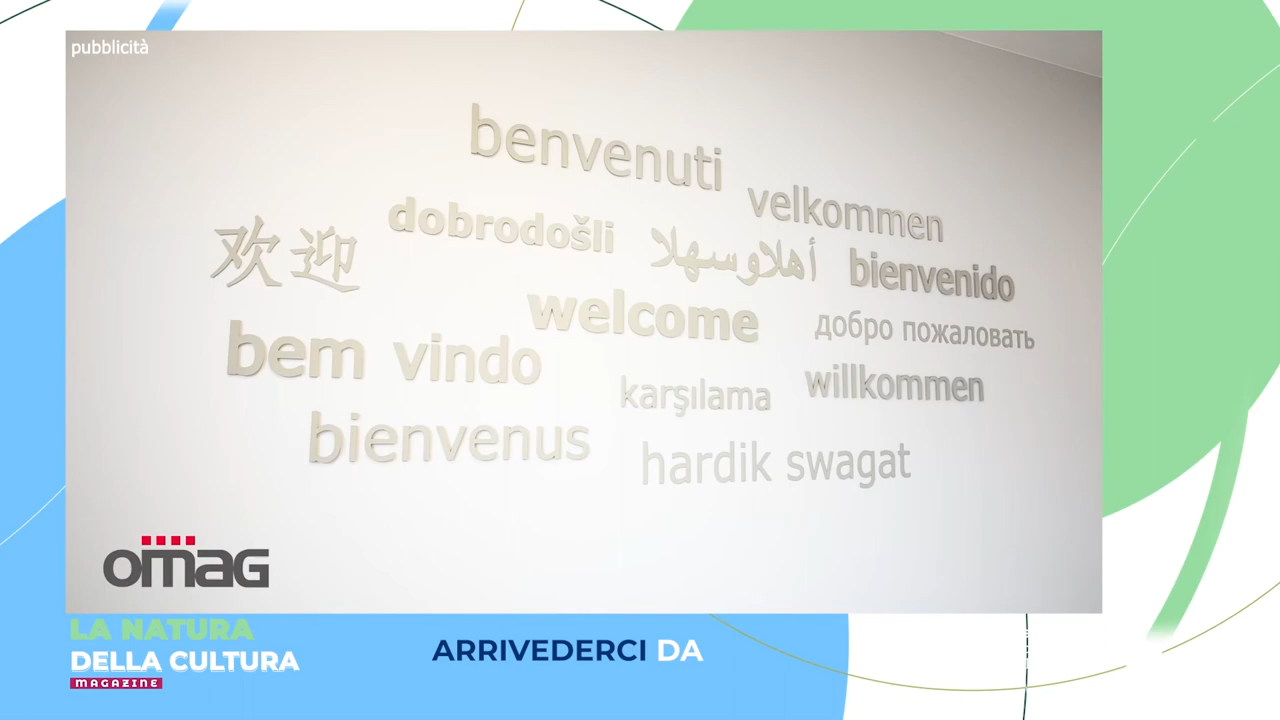 pubblicità
benvenuti
velkommen
dobrodošli
欢迎
أهلاوسهلا
bienvenido
welcome
добро пожаловать
bem vindo
karşılama
willkommen
bienvenus
hardik swagat
omag
LA NATURA
DELLA CULTURA
MAGAZINE
ARRIVEDERCI DA